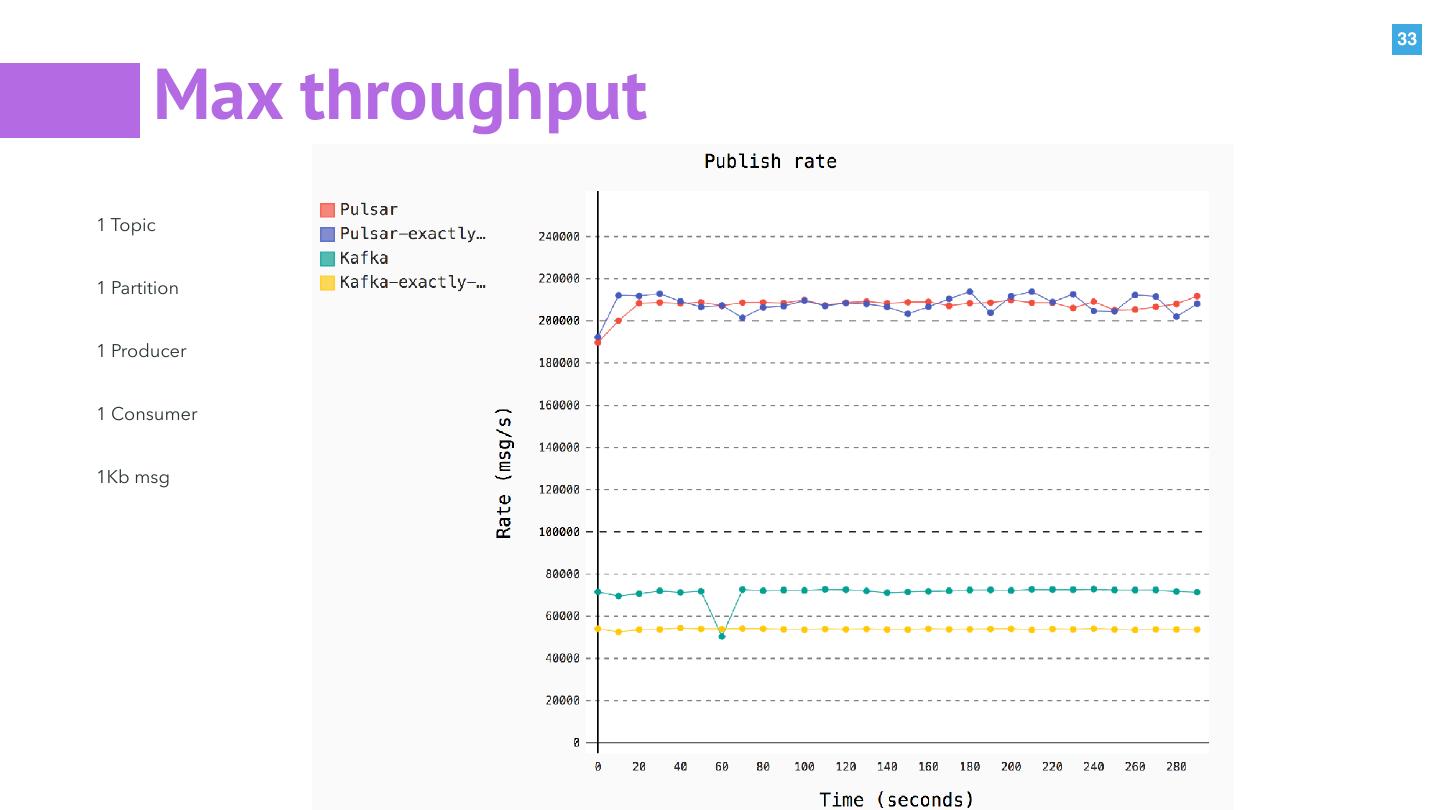 33
Max throughput
1 Topic
1 Partition
1 Producer
1 Consumer
1Kb msg
Publish rate
Pulsar
Pulsar-exactly…
Kafka
Kafka-exactly-…
Rate (msg/s)
240000
220000
200000
180000
160000
140000
120000
100000
80000
60000
40000
20000
0
0 20 40 60 80 100 120 140 160 180 200 220 240 260 280
Time (seconds)